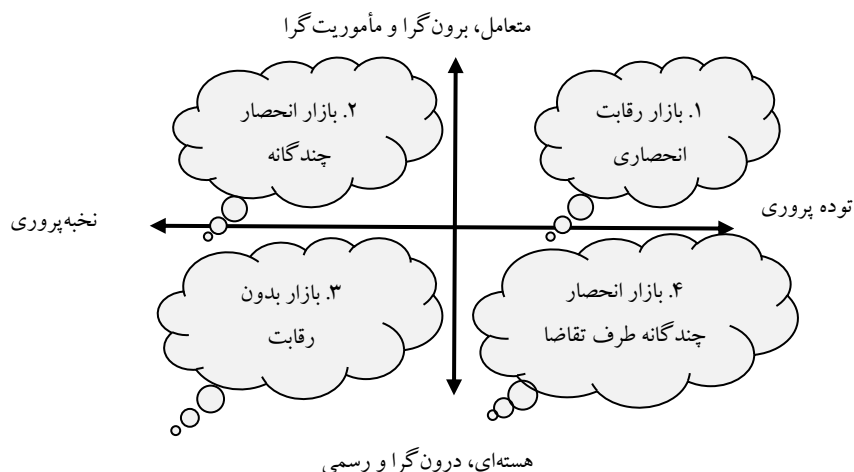 متعامل، برون‌گرا و مأموریت‌گرا
۱. بازار رقابت
انحصاری
۲. بازار انحصار
چندگانه
توده پروری
نخبه‌پروری
۴. بازار انحصار
چندگانه طرف تقاضا
۳. بازار بدون
رقابت
هسته‌ای، درون‌گرا و رسمی